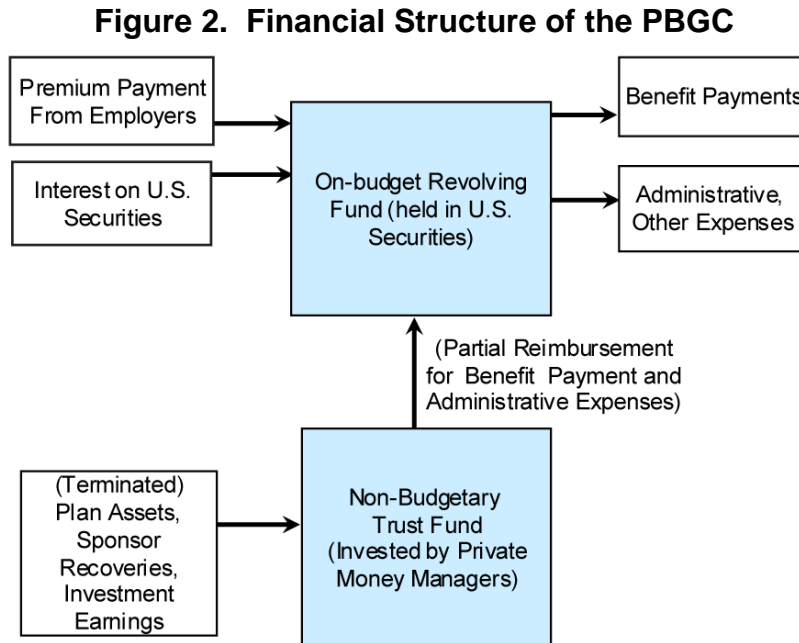 Figure 2. Financial Structure of the PBGC
Premium Payment
From Employers
Interest on U.S.
Securities
On-budget Revolving
Fund (held in U.S.
Securities)
Benefit Payments
Administrative,
Other Expenses
(Partial Reimbursement
for Benefit Payment and
Administrative Expenses)
(Terminated)
Plan Assets,
Sponsor
Recoveries,
Investment
Earnings
Non-Budgetary
Trust Fund
(Invested by Private
Money Managers)